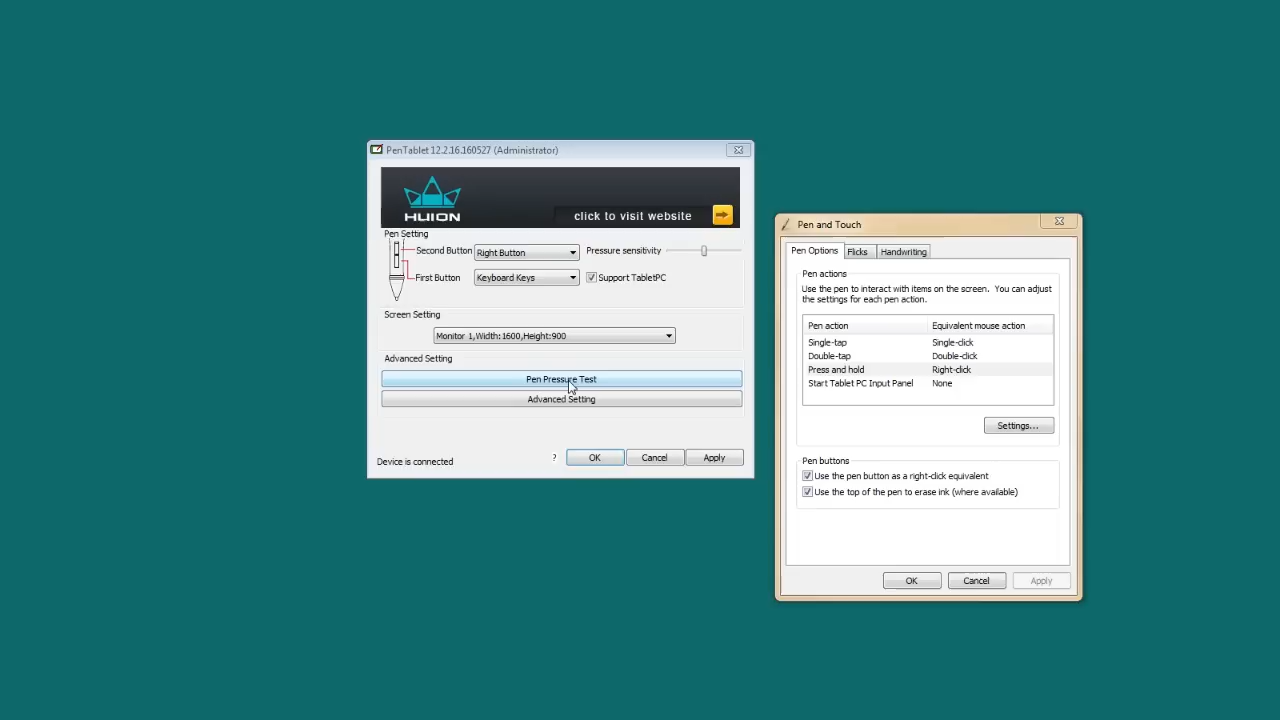 PenTablet 12.2.16.160527 (Administrator)
HUION
click to visit website
Pen Setting
Second Button Right Button Pressure sensitivity
First Button Keyboard Keys Support TabletPC
Screen Setting
Monitor 1,Width:1600,Height:900
Advanced Setting
Pen Pressure Test
Advanced Setting
Device is connected ? OK Cancel Apply
Pen and Touch
Pen Options Flicks Handwriting
Pen actions
Use the pen to interact with items on the screen. You can adjust
the settings for each pen action.
Pen action Equivalent mouse action
Single-tap Single-click
Double-tap Double-click
Press and hold Right-click
Start Tablet PC Input Panel None
Settings...
Pen buttons
Use the pen button as a right-click equivalent
Use the top of the pen to erase ink (where available)
OK Cancel Apply